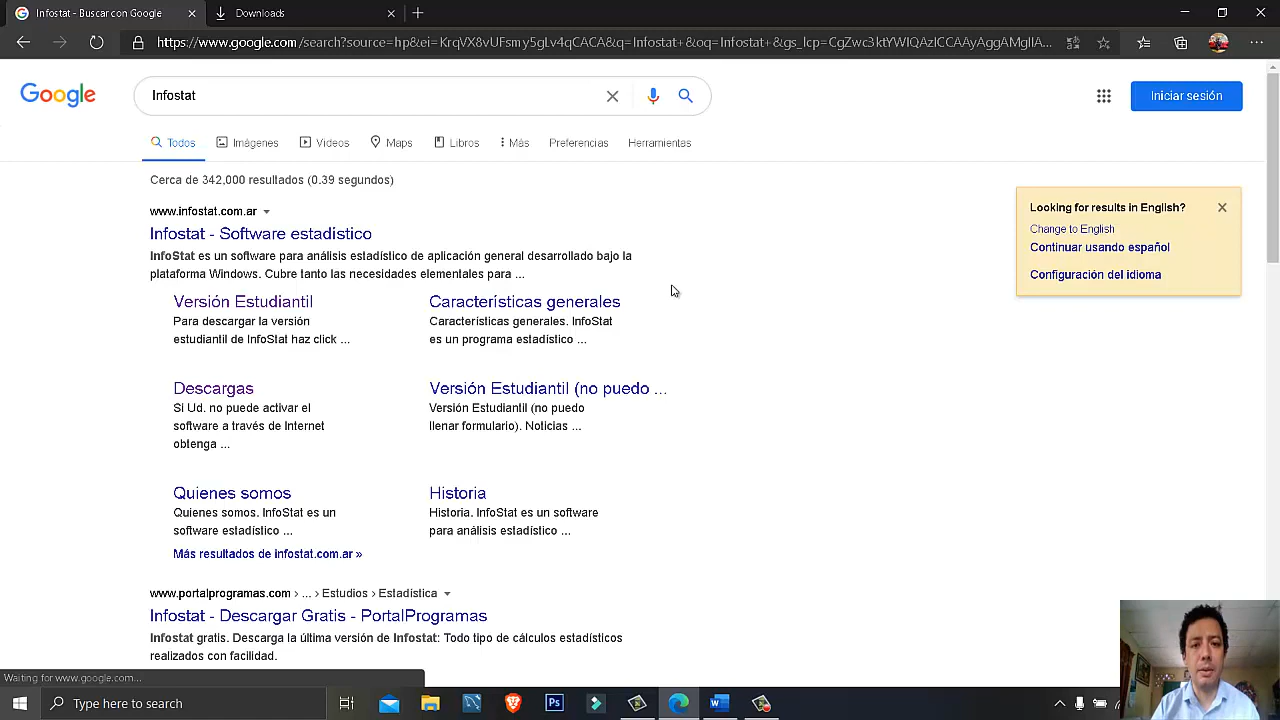 Infostat - Buscar con Google
Downloads
https://www.google.com/search?source=hp&ei=KrqVX8vUFsmy5gLv4qCACA&q=Infostat+&oq=Infostat+&gs_lcp=CgZwc3ktYWIQAzICCAAyAggAMgIIA...
Google
Infostat
Iniciar sesión
Todos
Imágenes
Vídeos
Maps
Libros
Más
Preferencias
Herramientas
Cerca de 342,000 resultados (0.39 segundos)
Looking for results in English?
Change to English
Continuar usando español
Configuración del idioma
www.infostat.com.ar
Infostat - Software estadístico
InfoStat es un software para análisis estadístico de aplicación general desarrollado bajo la
plataforma Windows. Cubre tanto las necesidades elementales para ...
Versión Estudiantil
Para descargar la versión
estudiantil de InfoStat haz click ...
Características generales
Características generales. InfoStat
es un programa estadístico ...
Descargas
Si Ud. no puede activar el
software a través de Internet
obtenga ...
Versión Estudiantil (no puedo ...
Versión Estudiantil (no puedo
llenar formulario). Noticias ...
Quienes somos
Quienes somos. InfoStat es un
software estadístico ...
Historia
Historia. InfoStat es un software
para análisis estadístico ...
Más resultados de infostat.com.ar »
www.portalprogramas.com › ... › Estudios › Estadística
Infostat - Descargar Gratis - PortalProgramas
Infostat gratis. Descarga la última versión de Infostat: Todo tipo de cálculos estadísticos
realizados con facilidad.
Waiting for www.google.com...
Type here to search
Ps
W